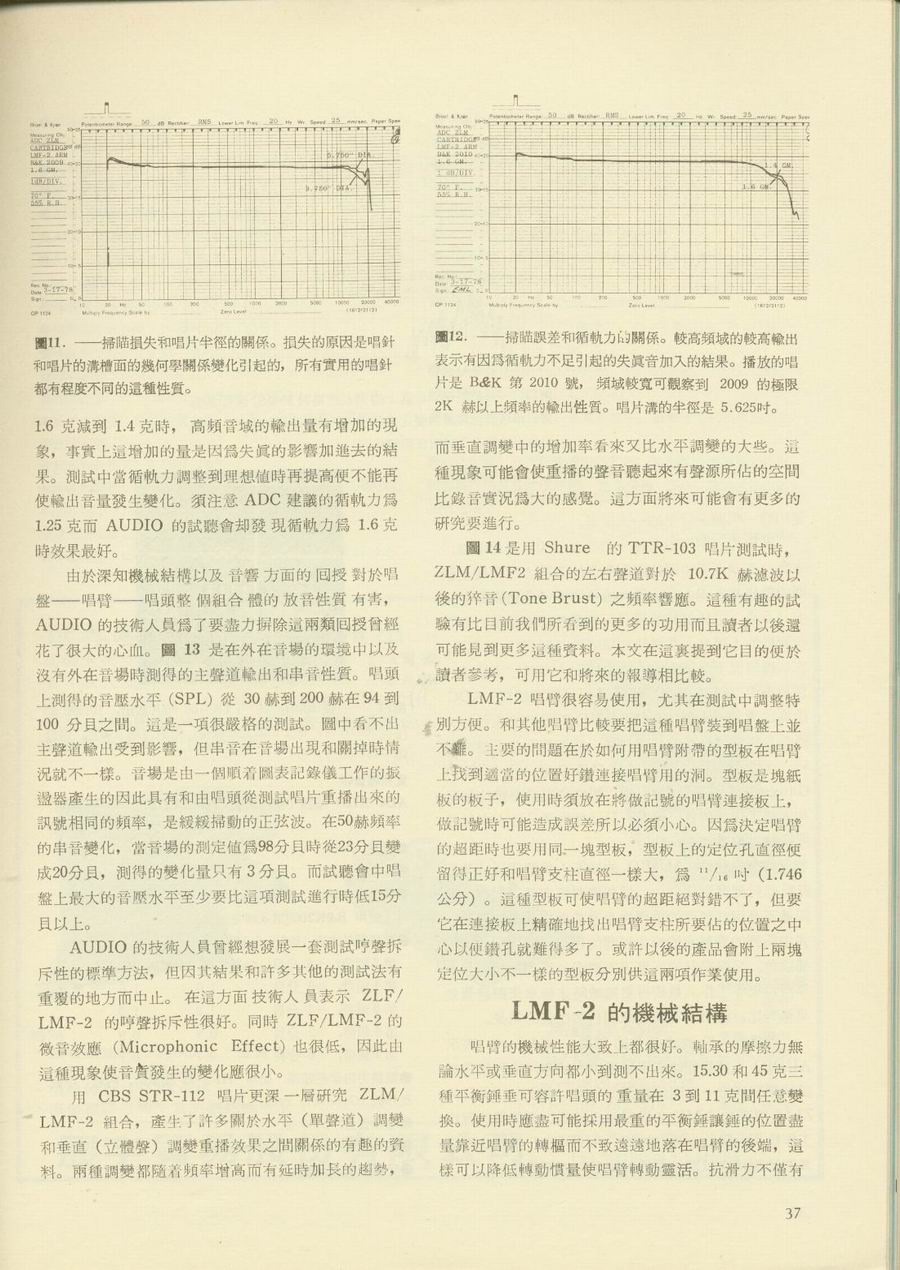 Brüel & Kjær
Potentiometer Range 50 dB Rectifier RMS Lower Lim Freq. 20 Hz Wr. Speed 25 mm/sec. Paper Speed
Measuring Obj.
ADC ZLM
CARTRIDGE
LMF-2 ARM
B&K 2009
1.6 GM.
1dB/DIV.
70° F.
55% R.H.
5.750" DIA.
3.750" DIA.
Rec. No.
Date 3-17-78
Sign.
QP 1124
10 20 Hz 50 100 200 500 1000 2000 5000 10000 20000 40000
Multiply Frequency Scale by
Zero Level
(1612/2112)
圖11. ——掃瞄損失和唱片半徑的關係。損失的原因是唱針
和唱片的溝槽面的幾何學關係變化引起的，所有實用的唱針
都有程度不同的這種性質。
1.6 克減到 1.4 克時，高頻音域的輸出量有增加的現
象，事實上這增加的量是因爲失眞的影響加進去的結
果。測試中當循軌力調整到理想値時再提高便不能再
使輸出音量發生變化。須注意 ADC 建議的循軌力爲
1.25 克而 AUDIO 的試聽會却發現循軌力爲 1.6 克
時效果最好。
由於深知機械結構以及音響方面的回授對於唱
盤——唱臂——唱頭整個組合體的放音性質有害，
AUDIO 的技術人員爲了要盡力摒除這兩類回授曾經
花了很大的心血。圖 13 是在外在音場的環境中以及
沒有外在音場時測得的主聲道輸出和串音性質。唱頭
上測得的音壓水平 (SPL) 從 30 赫到 200 赫在 94 到
100 分貝之間。這是一項很嚴格的測試。圖中看不出
主聲道輸出受到影響，但串音在音場出現和關掉時情
況就不一樣。音場是由一個順着圖表記錄儀工作的振
盪器產生的因此具有和由唱頭從測試唱片重播出來的
訊號相同的頻率，是緩緩掃動的正弦波。在50赫頻率
的串音變化，當音場的測定値爲98分貝時從23分貝變
成20分貝，測得的變化量只有 3 分貝。而試聽會中唱
盤上最大的音壓水平至少要比這項測試進行時低15分
貝以上。
AUDIO 的技術人員曾經想發展一套測試哼聲拆
斥性的標準方法，但因其結果和許多其他的測試法有
重覆的地方而中止。在這方面技術人員表示 ZLF/
LMF-2 的哼聲拆斥性很好。同時 ZLF/LMF-2 的
微音效應 (Microphonic Effect) 也很低，因此由
這種現象使音質發生的變化應很小。
用 CBS STR-112 唱片更深一層研究 ZLM/
LMF-2 組合，產生了許多關於水平（單聲道）調變
和垂直（立體聲）調變重播效果之間關係的有趣的資
料。兩種調變都隨着頻率增高而有延時加長的趨勢，
Brüel & Kjær
Potentiometer Range 50 dB Rectifier RMS Lower Lim Freq. 20 Hz Wr. Speed 25 mm/sec. Paper Speed
Measuring Obj.
ADC ZLM
CARTRIDGE
LMF-2 ARM
B&K 2010
1.6 GM.
1 dB/DIV.
70° F.
55% R.H.
1.4 GM.
1.6 GM.
Rec. No.
Date 3-17-78
Sign.
QP 1124
10 20 Hz 50 100 200 500 1000 2000 5000 10000 20000 40000
Multiply Frequency Scale by
Zero Level
(1612/2112)
圖12. ——掃瞄誤差和循軌力的關係。較高頻域的較高輸出
表示有因爲循軌力不足引起的失眞音加入的結果。播放的唱
片是 B&K 第 2010 號，頻域較寬可觀察到 2009 的極限
2K 赫以上頻率的輸出性質。唱片溝的半徑是 5.625吋。
而垂直調變中的增加率看來又比水平調變的大些。這
種現象可能會使重播的聲音聽起來有聲源所佔的空間
比錄音實況爲大的感覺。這方面將來可能會有更多的
硏究要進行。
圖 14 是用 Shure 的 TTR-103 唱片測試時，
ZLM/LMF2 組合的左右聲道對於 10.7K 赫濾波以
後的猝音(Tone Brust) 之頻率響應。這種有趣的試
驗有比目前我們所看到的更多的功用而且讀者以後還
可能見到更多這種資料。本文在這裏提到它目的便於
讀者參考，可用它和將來的報導相比較。
LMF-2 唱臂很容易使用，尤其在測試中調整特
別方便。和其他唱臂比較要把這種唱臂裝到唱盤上並
不難。主要的問題在於如何用唱臂附帶的型板在唱臂
上找到適當的位置好鑽連接唱臂用的洞。型板是塊紙
板的板子，使用時須放在將做記號的唱臂連接板上，
做記號時可能造成誤差所以必須小心。因爲決定唱臂
的超距時也要用同一塊型板，型板上的定位孔直徑便
留得正好和唱臂支柱直徑一樣大，爲 11/16 吋 (1.746
公分）。這種型板可使唱臂的超距絕對錯不了，但要
它在連接板上精確地找出唱臂支柱所要佔的位置之中
心以便鑽孔就難得多了。或許以後的產品會附上兩塊
定位大小不一樣的型板分別供這兩項作業使用。
LMF-2 的機械結構
唱臂的機械性能大致上都很好。軸承的摩擦力無
論水平或垂直方向都小到測不出來。15.30 和 45 克三
種平衡錘垂可容許唱頭的重量在 3 到 11 克間任意變
換。使用時應盡可能採用最重的平衡錘讓錘的位置盡
量靠近唱臂的轉樞而不致遠遠地落在唱臂的後端，這
樣可以降低轉動慣量使唱臂轉動靈活。抗滑力不僅有
37